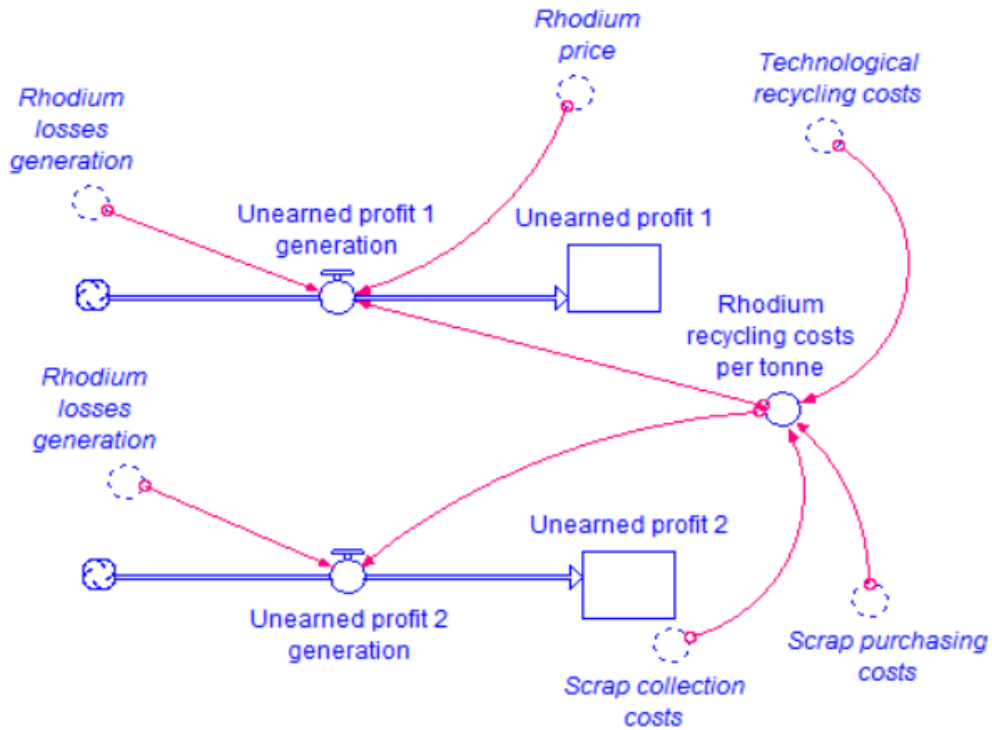 Rhodium
price
Technological
recycling costs
Rhodium
losses
generation
Unearned profit 1
generation
Unearned profit 1
Rhodium
recycling costs
per tonne
Rhodium
losses
generation
Unearned profit 2
Unearned profit 2
generation
Scrap purchasing
costs
Scrap collection
costs